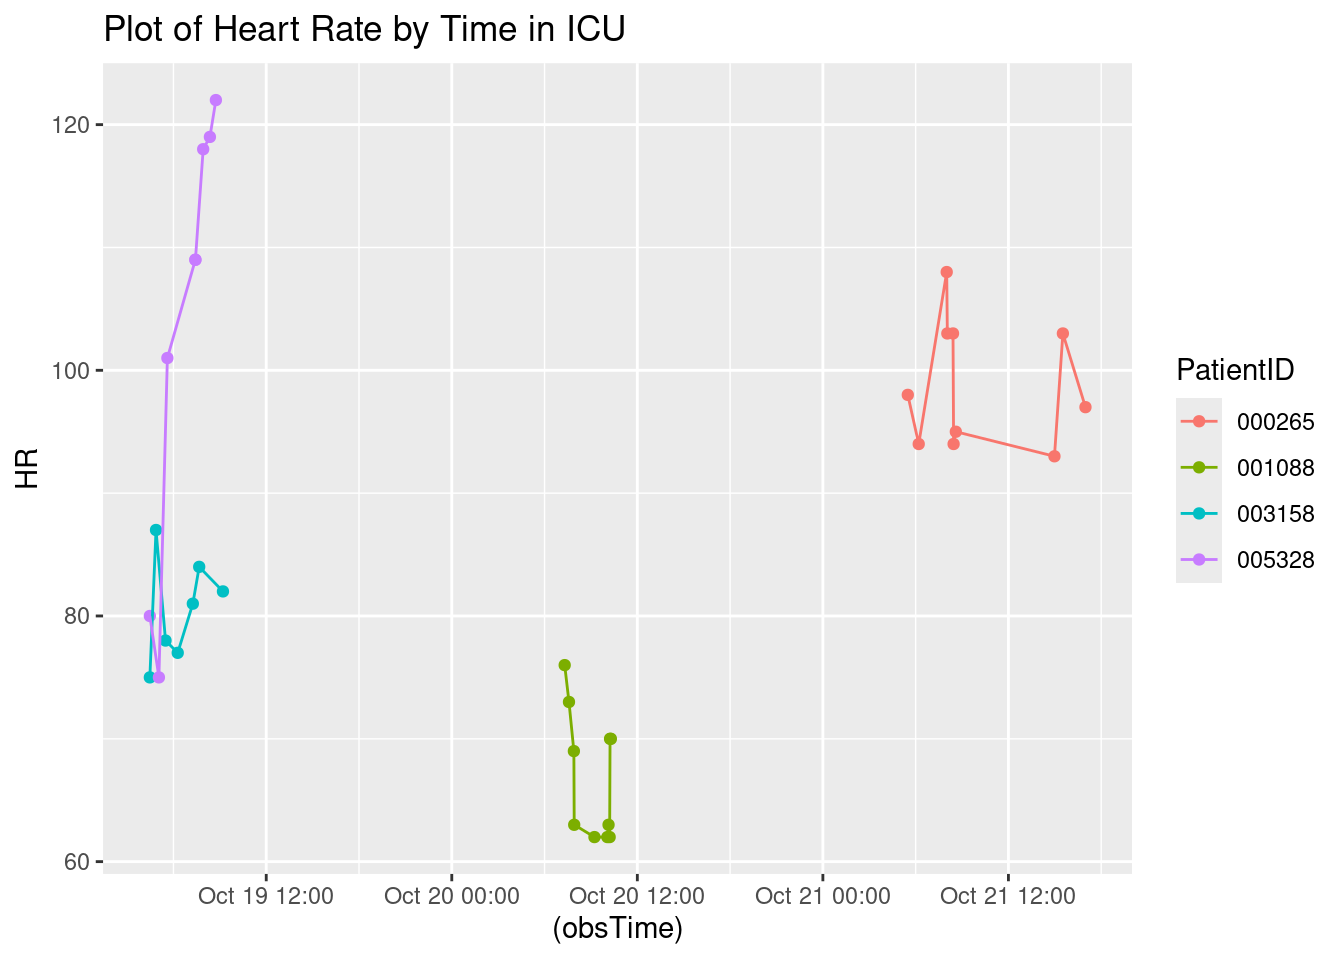 Plot of Heart Rate by Time in ICU
HR
120
100
80
60
Oct 19 12:00
Oct 20 00:00
Oct 20 12:00
Oct 21 00:00
Oct 21 12:00
(obsTime)
PatientID
000265
001088
003158
005328